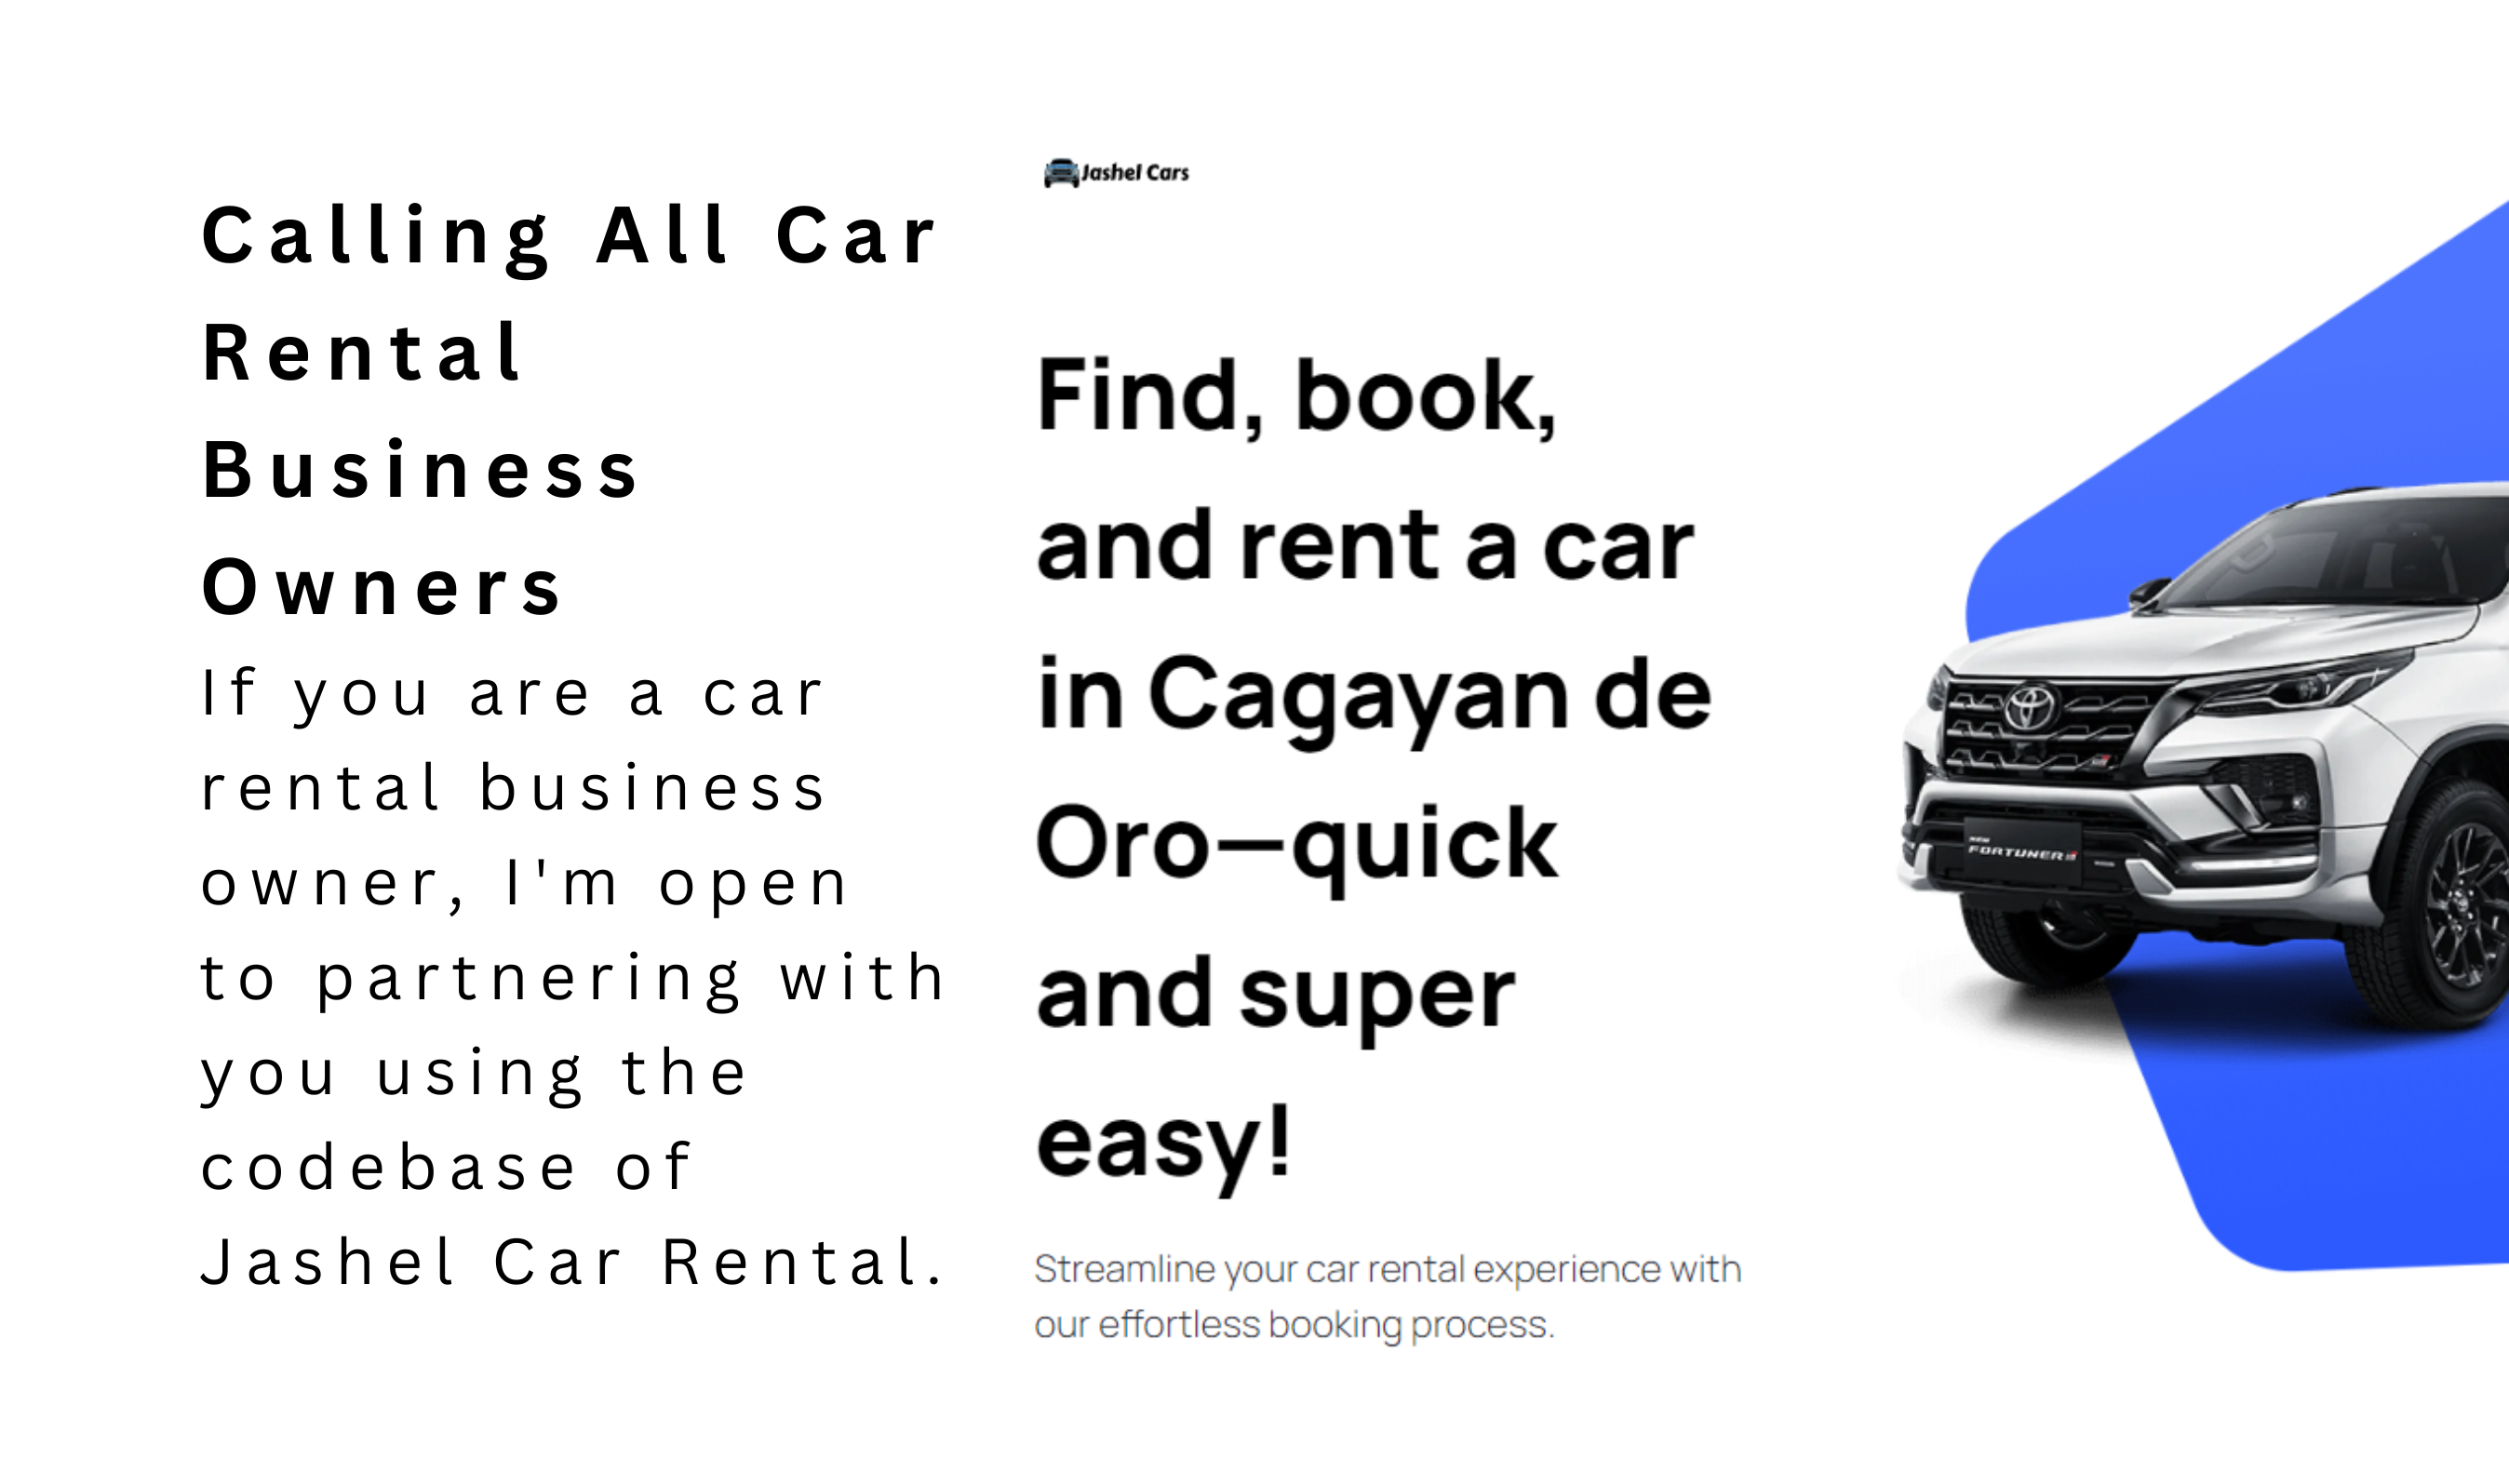 Calling All Car
Rental
Business
Owners
If you are a car
rental business
owner, I'm open
to partnering with
you using the
codebase of
Jashel Car Rental.
Jashel Cars
Find, book,
and rent a car
in Cagayan de
Oro—quick
and super
easy!
Streamline your car rental experience with
our effortless booking process.
NEW
FORTUNER